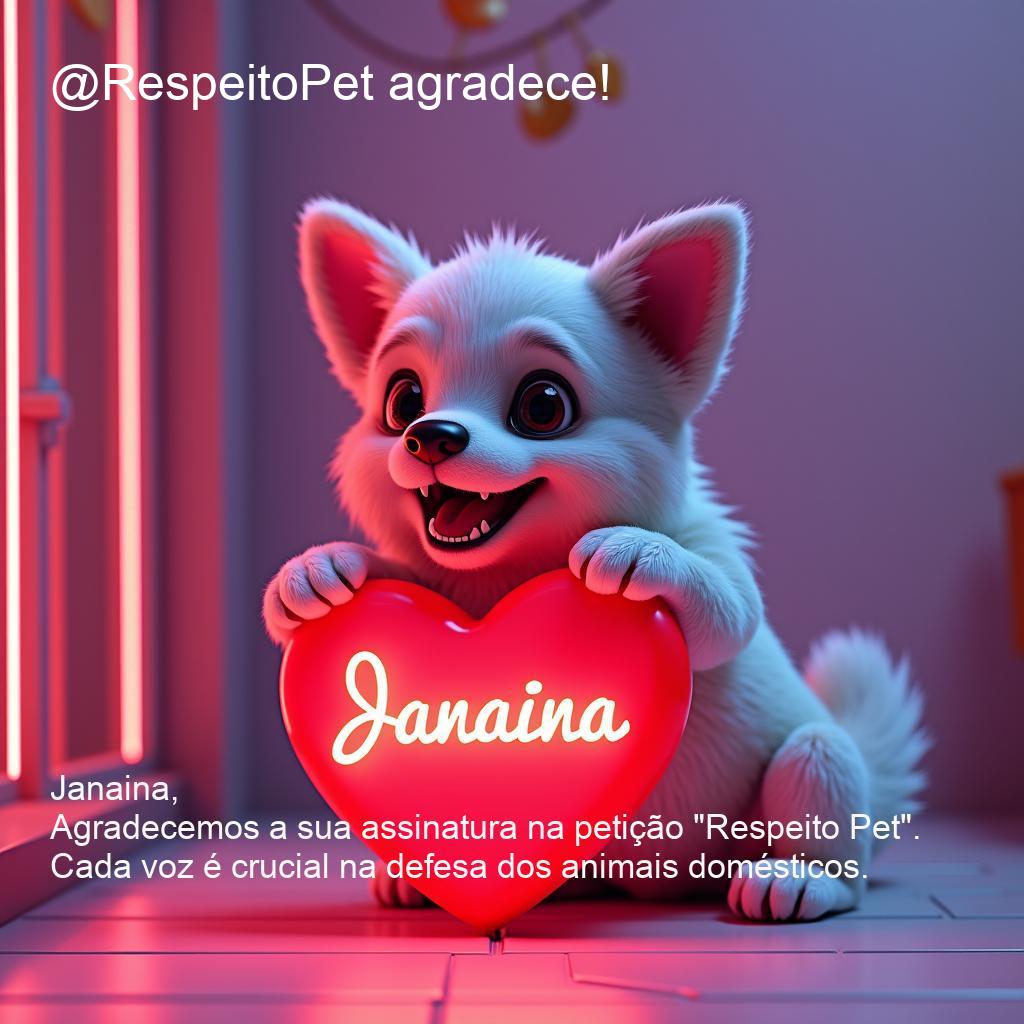 @RespeitoPet agradece!
Janaina
Janaina,
Agradecemos a sua assinatura na petição "Respeito Pet".
Cada voz é crucial na defesa dos animais domésticos.